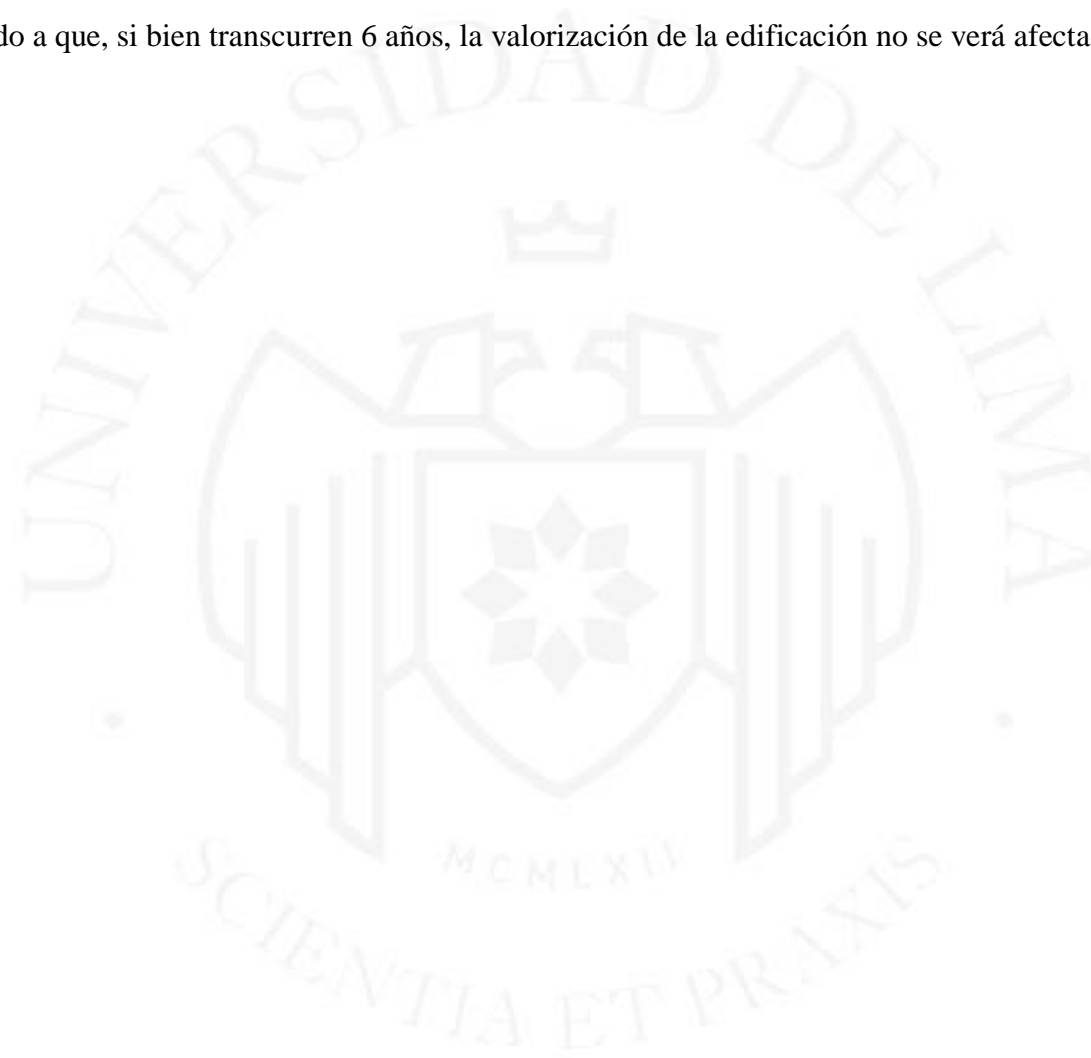 do a que, si bien transcurren 6 años, la valorización de la edificación no se verá afecta
UNIVERSIDAD DE LIMA
MCMLXII
SCIENTIA ET PRAXIS